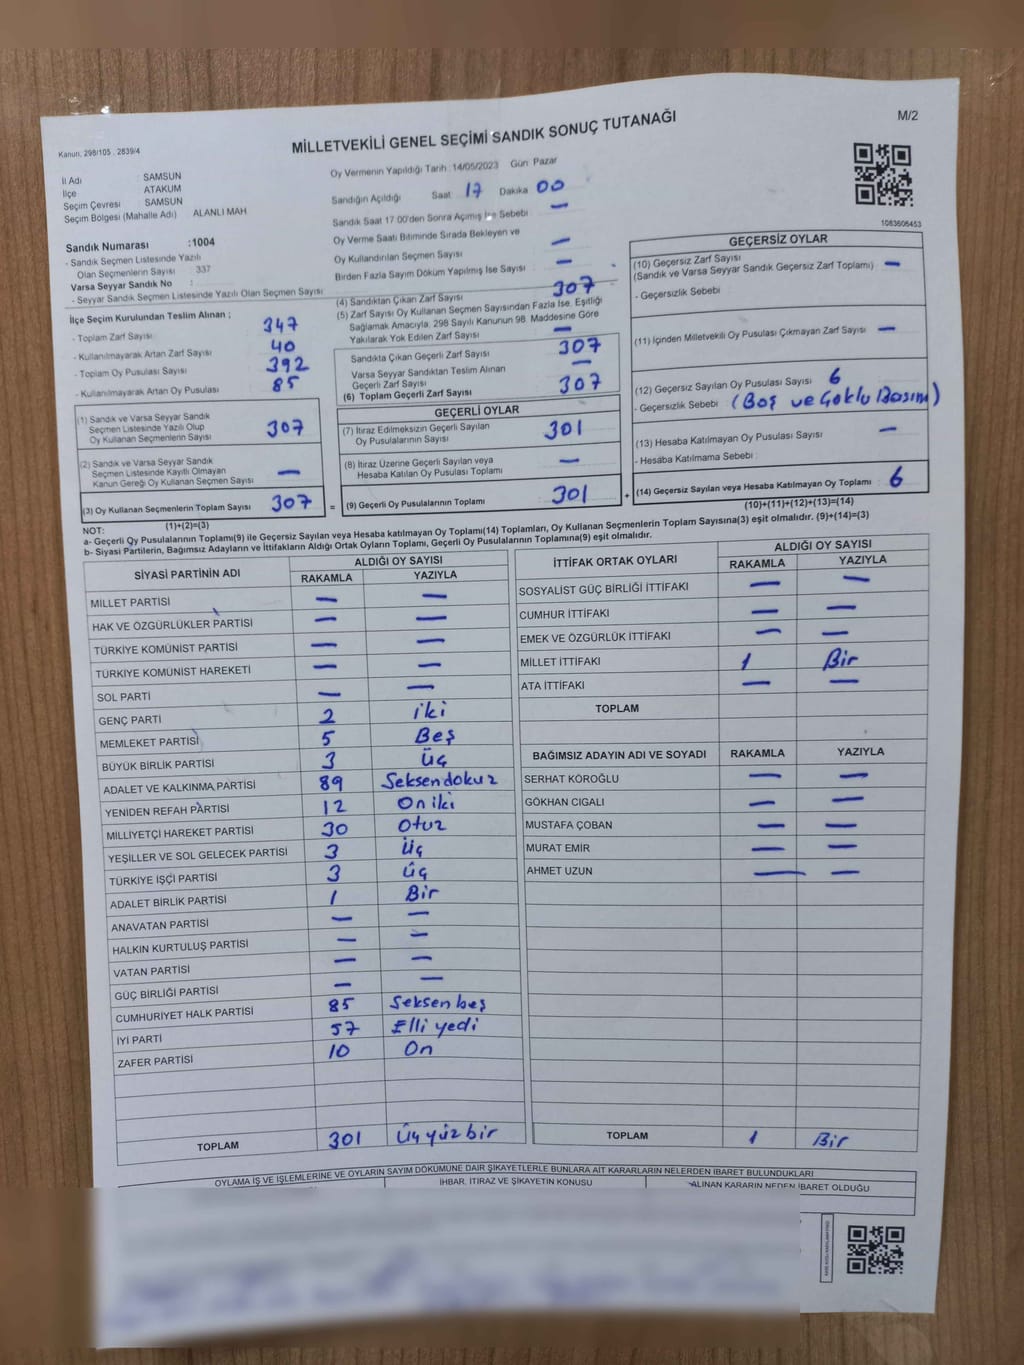 M/2
MİLLETVEKİLİ GENEL SEÇİMİ SANDIK SONUÇ TUTANAĞI
Kanun, 298/105 , 2839/4
İl Adı : SAMSUN
İlçe ATAKUM
Seçim Çevresi : SAMSUN
Seçim Bölgesi (Mahalle Adı) ALANLI MAH
Sandık Numarası :1004
- Sandık Seçmen Listesinde Yazılı
Olan Seçmenlerin Sayısı : 337
Varsa Seyyar Sandık No :
- Seyyar Sandık Seçmen Listesinde Yazılı Olan Seçmen Sayısı
İlçe Seçim Kurulundan Teslim Alınan ;
- Toplam Zarf Sayısı 347
- Kullanılmayarak Artan Zarf Sayısı 40
- Toplam Oy Pusulası Sayısı 392
- Kullanılmayarak Artan Oy Pusulası 85
(1) Sandık ve Varsa Seyyar Sandık
Seçmen Listesinde Yazılı Olup
Oy Kullanan Seçmenlerin Sayısı 307
(2) Sandık ve Varsa Seyyar Sandık
Seçmen Listesinde Kayıtlı Olmayan
Kanun Gereği Oy Kullanan Seçmen Sayısı —
(3) Oy Kullanan Seçmenlerin Toplam Sayısı 307 =
(1)+(2)=(3)
Oy Vermenin Yapıldığı Tarih : 14/05/2023 Gün : Pazar
Sandığın Açıldığı Saat 17 Dakika 00
Sandık Saat 17.00'den Sonra Açılmış İse Sebebi —
Oy Verme Saati Bitiminde Sırada Bekleyen ve
Oy Kullandırılan Seçmen Sayısı —
Birden Fazla Sayım Döküm Yapılmış İse Sayısı —
(4) Sandıktan Çıkan Zarf Sayısı 307
(5) Zarf Sayısı Oy Kullanan Seçmen Sayısından Fazla İse, Eşitliği
Sağlamak Amacıyla, 298 Sayılı Kanunun 98. Maddesine Göre
Yakılarak Yok Edilen Zarf Sayısı —
Sandıkta Çıkan Geçerli Zarf Sayısı 307
Varsa Seyyar Sandıktan Teslim Alınan
Geçerli Zarf Sayısı —
(6) Toplam Geçerli Zarf Sayısı 307
GEÇERLİ OYLAR
(7) İtiraz Edilmeksizin Geçerli Sayılan
Oy Pusulalarının Sayısı 301
(8) İtiraz Üzerine Geçerli Sayılan veya
Hesaba Katılan Oy Pusulası Toplamı —
(9) Geçerli Oy Pusulalarının Toplamı 301 +
1083606453
GEÇERSİZ OYLAR
(10) Geçersiz Zarf Sayısı
(Sandık ve Varsa Seyyar Sandık Geçersiz Zarf Toplamı) —
- Geçersizlik Sebebi :
(11) İçinden Milletvekili Oy Pusulası Çıkmayan Zarf Sayısı —
(12) Geçersiz Sayılan Oy Pusulası Sayısı 6
- Geçersizlik Sebebi : (Boş ve Çoklu Basım)
(13) Hesaba Katılmayan Oy Pusulası Sayısı —
- Hesaba Katılmama Sebebi :
(14) Geçersiz Sayılan veya Hesaba Katılmayan Oy Toplamı 6
(10)+(11)+(12)+(13)=(14)
NOT:
a- Geçerli Oy Pusulalarının Toplamı(9) ile Geçersiz Sayılan veya Hesaba katılmayan Oy Toplamı(14) Toplamları, Oy Kullanan Seçmenlerin Toplam Sayısına(3) eşit olmalıdır. (9)+(14)=(3)
b- Siyasi Partilerin, Bağımsız Adayların ve İttifakların Aldığı Ortak Oyların Toplamı, Geçerli Oy Pusulalarının Toplamına(9) eşit olmalıdır.
SİYASİ PARTİNİN ADI ALDIĞI OY SAYISI
RAKAMLA YAZIYLA
MİLLET PARTİSİ — —
HAK VE ÖZGÜRLÜKLER PARTİSİ — —
TÜRKİYE KOMÜNİST PARTİSİ — —
TÜRKİYE KOMÜNİST HAREKETİ — —
SOL PARTİ — —
GENÇ PARTİ 2 iki
MEMLEKET PARTİSİ 5 Beş
BÜYÜK BİRLİK PARTİSİ 3 Üç
ADALET VE KALKINMA PARTİSİ 89 Seksendokuz
YENİDEN REFAH PARTİSİ 12 On iki
MİLLİYETÇİ HAREKET PARTİSİ 30 Otuz
YEŞİLLER VE SOL GELECEK PARTİSİ 3 Üç
TÜRKİYE İŞÇİ PARTİSİ 3 Üç
ADALET BİRLİK PARTİSİ 1 Bir
ANAVATAN PARTİSİ — —
HALKIN KURTULUŞ PARTİSİ — —
VATAN PARTİSİ — —
GÜÇ BİRLİĞİ PARTİSİ — —
CUMHURİYET HALK PARTİSİ 85 Seksen beş
İYİ PARTİ 57 Elli yedi
ZAFER PARTİSİ 10 On
TOPLAM 301 Üç yüz bir
İTTİFAK ORTAK OYLARI ALDIĞI OY SAYISI
RAKAMLA YAZIYLA
SOSYALİST GÜÇ BİRLİĞİ İTTİFAKI — —
CUMHUR İTTİFAKI — —
EMEK VE ÖZGÜRLÜK İTTİFAKI — —
MİLLET İTTİFAKI 1 Bir
ATA İTTİFAKI — —
TOPLAM
BAĞIMSIZ ADAYIN ADI VE SOYADI RAKAMLA YAZIYLA
SERHAT KÖROĞLU — —
GÖKHAN CIGALI — —
MUSTAFA ÇOBAN — —
MURAT EMİR — —
AHMET UZUN — —
TOPLAM 1 Bir
OYLAMA İŞ VE İŞLEMLERİNE VE OYLARIN SAYIM DÖKÜMÜNE DAİR ŞİKAYETLERLE BUNLARA AİT KARARLARIN NELERDEN İBARET BULUNDUKLARI
İHBAR, İTİRAZ VE ŞİKAYETİN KONUSU ALINAN KARARIN NEDEN İBARET OLDUĞU